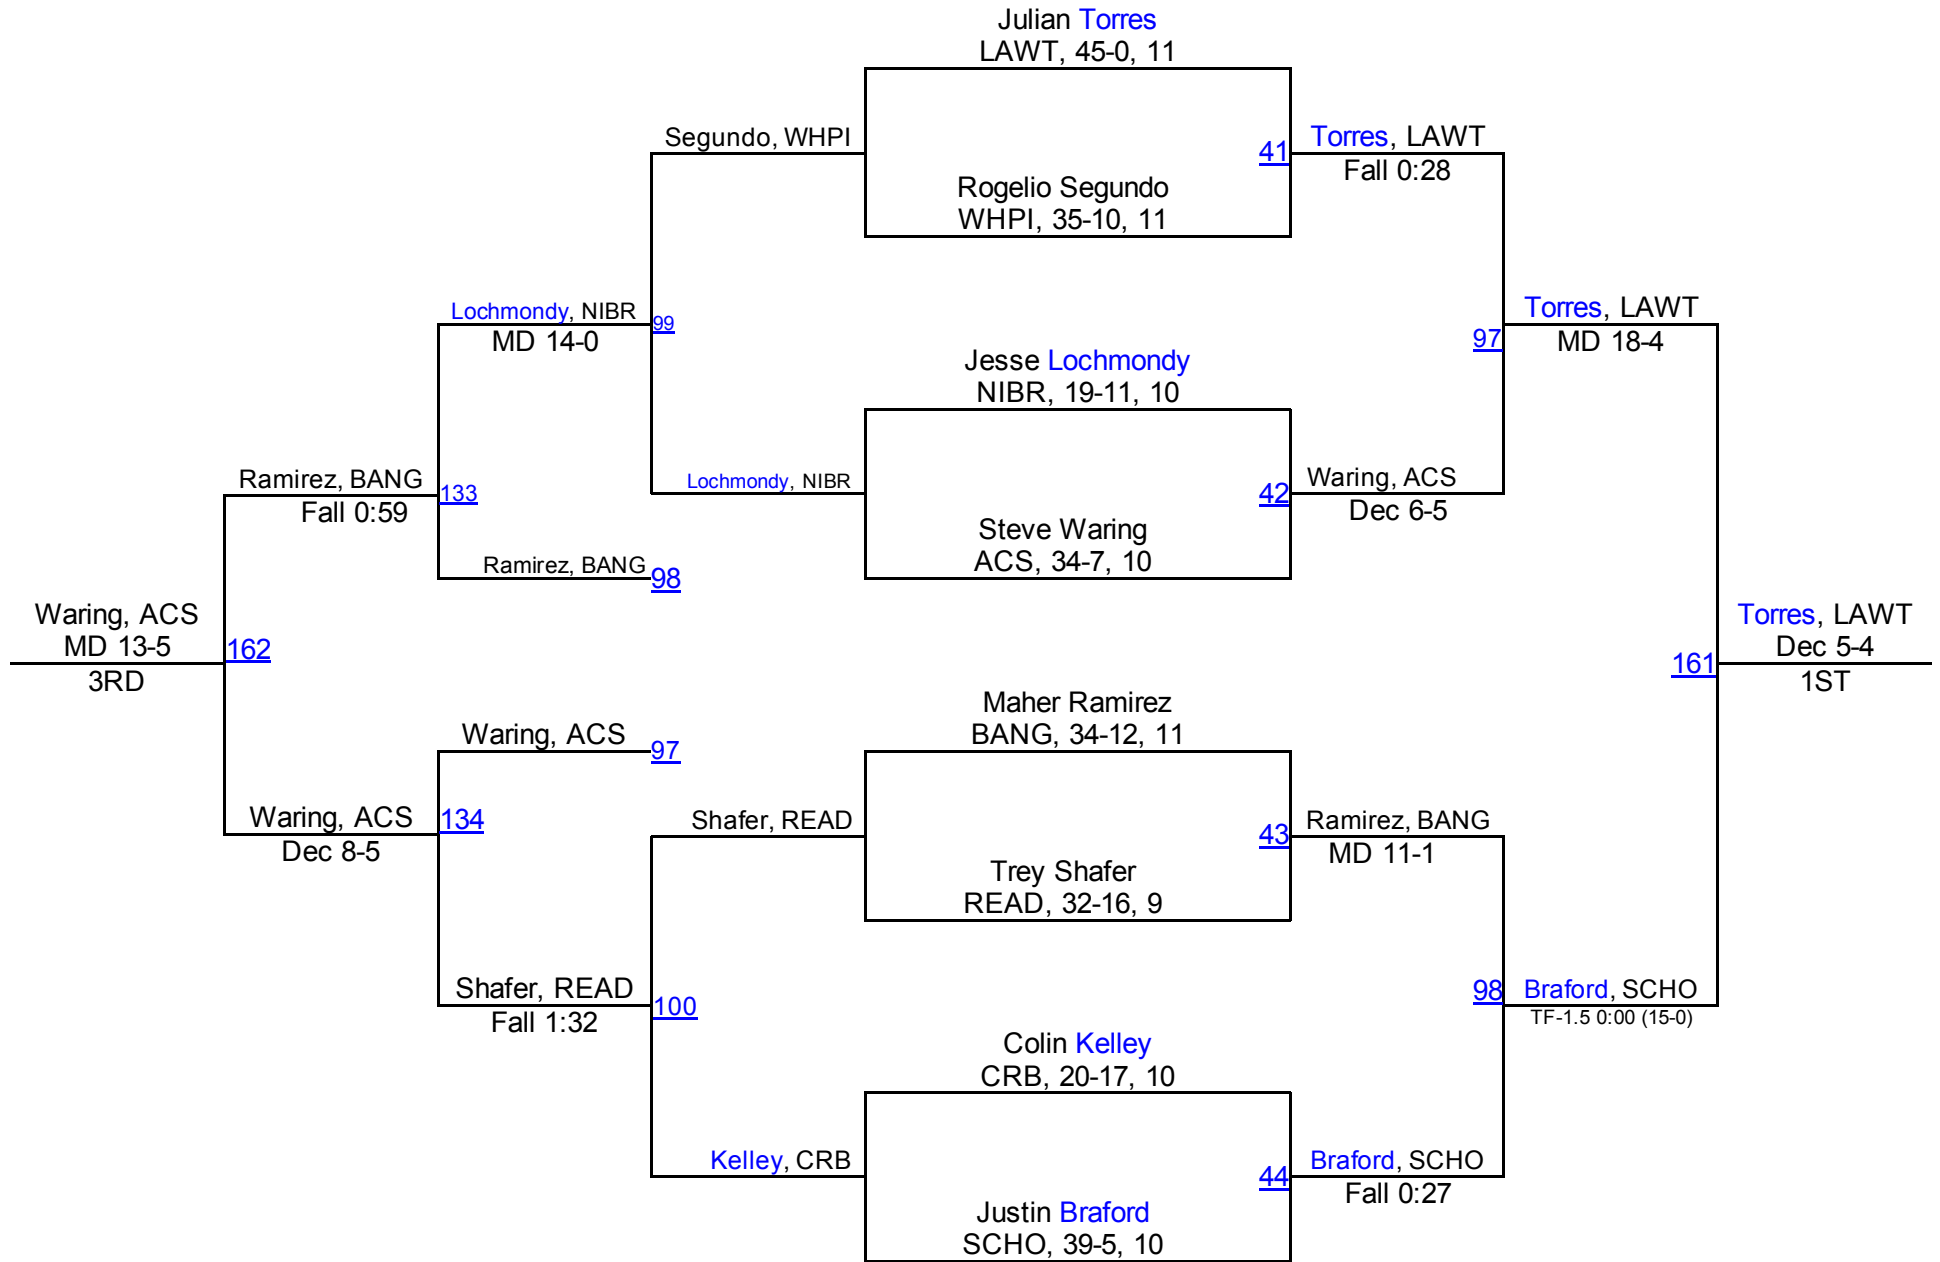 Julian Torres
LAWT, 45-0, 11
Segundo, WHPI
41
Torres, LAWT
Fall 0:28
Rogelio Segundo
WHPI, 35-10, 11
Lochmondy, NIBR
MD 14-0
99
97
Torres, LAWT
MD 18-4
Jesse Lochmondy
NIBR, 19-11, 10
Ramirez, BANG
Fall 0:59
133
Lochmondy, NIBR
42
Waring, ACS
Dec 6-5
Steve Waring
ACS, 34-7, 10
Ramirez, BANG
98
Waring, ACS
MD 13-5
3RD
162
161
Torres, LAWT
Dec 5-4
1ST
Maher Ramirez
BANG, 34-12, 11
Waring, ACS
97
Waring, ACS
Dec 8-5
134
Shafer, READ
43
Ramirez, BANG
MD 11-1
Trey Shafer
READ, 32-16, 9
Shafer, READ
Fall 1:32
100
98
Braford, SCHO
TF-1.5 0:00 (15-0)
Colin Kelley
CRB, 20-17, 10
Kelley, CRB
44
Braford, SCHO
Fall 0:27
Justin Braford
SCHO, 39-5, 10